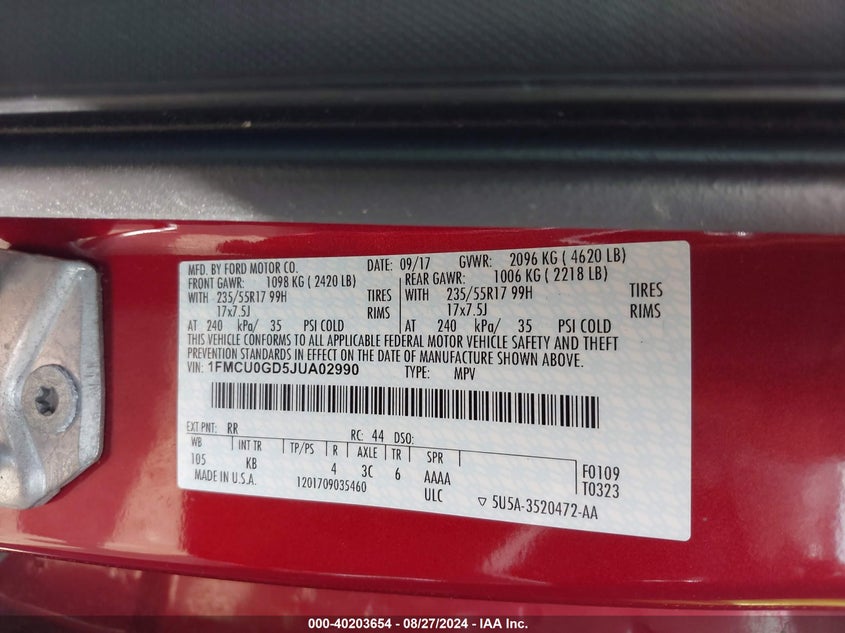 MFD. BY FORD MOTOR CO. DATE: 09/17 GVWR: 2096 KG ( 4620 LB)
FRONT GAWR: 1098 KG ( 2420 LB) REAR GAWR: 1006 KG ( 2218 LB)
WITH 235/55R17 99H TIRES WITH 235/55R17 99H TIRES
17x7.5J RIMS 17x7.5J RIMS
AT 240 kPa/ 35 PSI COLD AT 240 kPa/ 35 PSI COLD
THIS VEHICLE CONFORMS TO ALL APPLICABLE FEDERAL MOTOR VEHICLE SAFETY AND THEFT
PREVENTION STANDARDS IN EFFECT ON THE DATE OF MANUFACTURE SHOWN ABOVE.
VIN: 1FMCU0GD5JUA02990 TYPE: MPV
EXT PNT: RR RC: 44 DSO:
WB INT TR TP/PS R AXLE TR SPR
105 KB 4 3C 6 AAAA F0109
MADE IN U.S.A. 1201709035460 ULC T0323
▽ 5U5A-3520472-AA
000-40203654 - 08/27/2024 - IAA Inc.